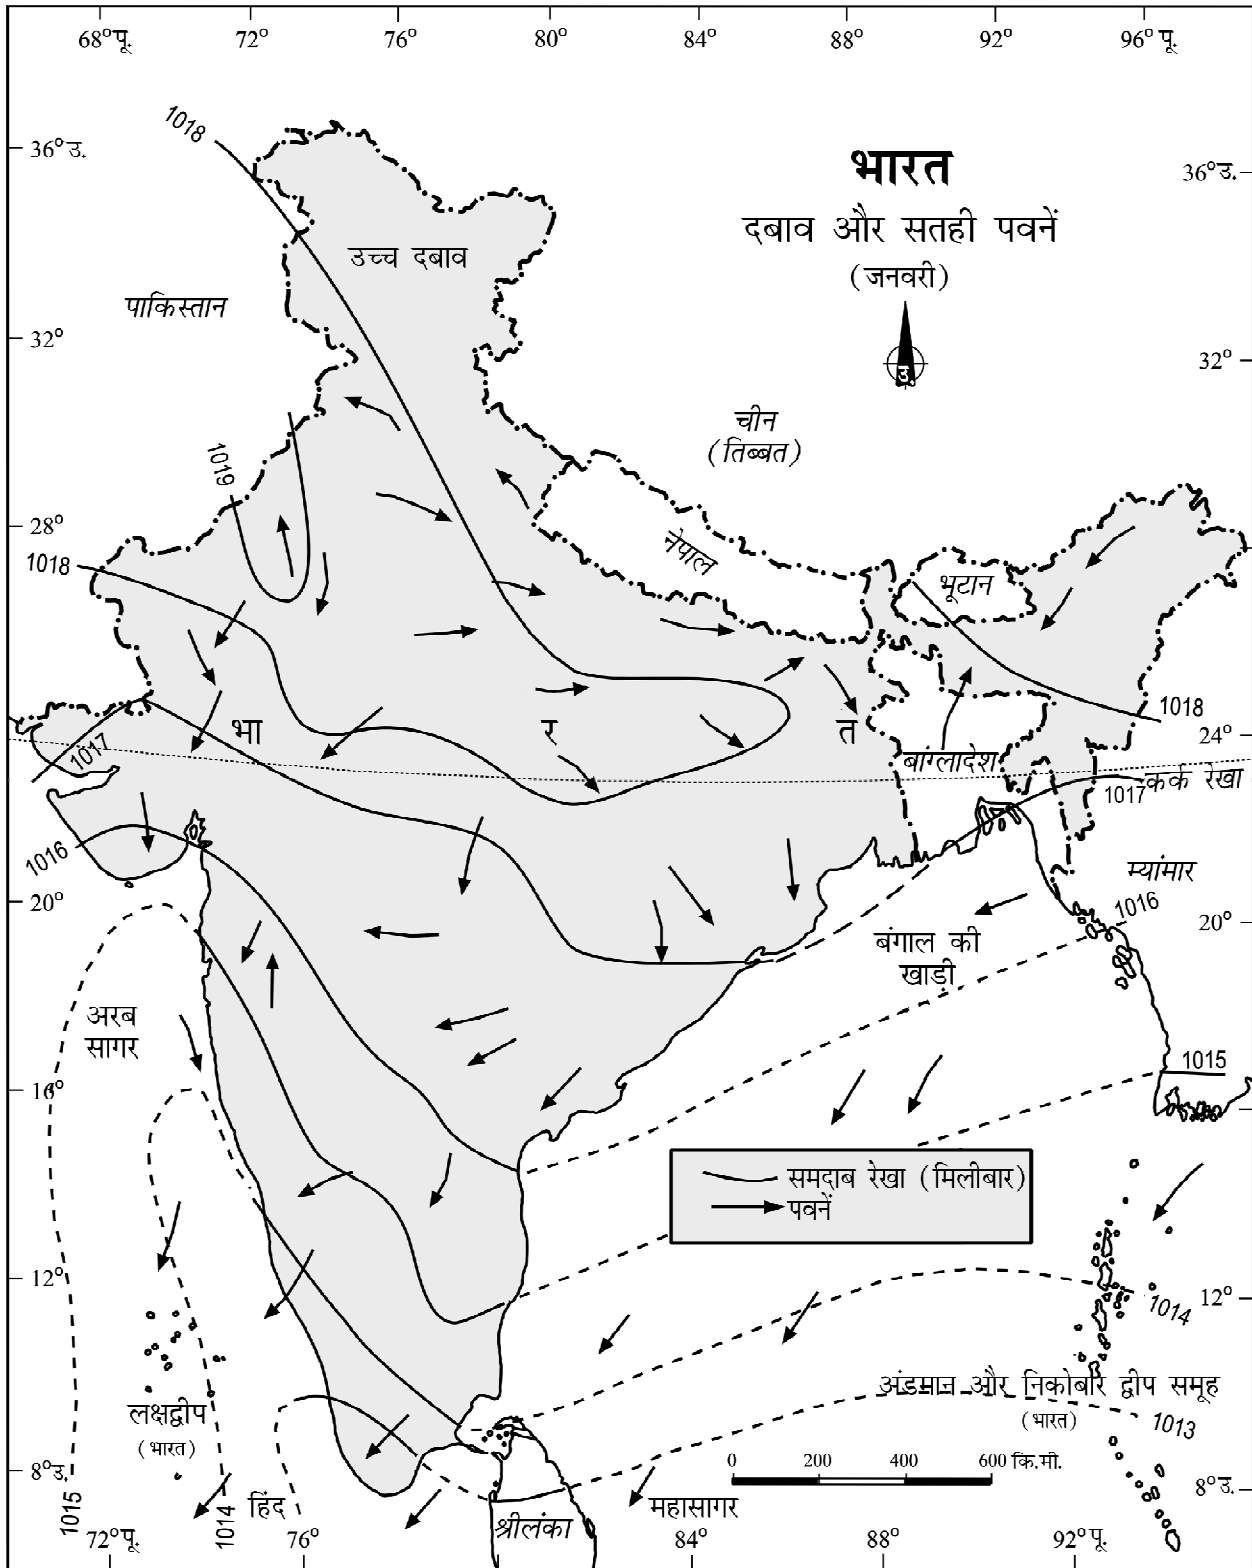 68°पू.
72°
76°
80°
84°
88°
92°
96° पू.
1018
36° उ.
36° उ.
भारत
दबाव और सतही पवनें
(जनवरी)
उच्च दबाव
पाकिस्तान
32°
32°
उ
चीन
(तिब्बत)
1019
28°
नेपाल
1018
भूटान
1018
भा
र
त
24°
1017
बांग्लादेश
1017
कर्क रेखा
1016
म्यांमार
20°
1016
20°
बंगाल की
खाड़ी
अरब
सागर
1015
16°
समदाब रेखा (मिलीबार)
पवनें
12°
12°
1014
अंडमान और निकोबार द्वीप समूह
(भारत)
1013
लक्षद्वीप
(भारत)
0 200 400 600 कि.मी.
8°उ.
8° उ.
1015
1014
हिंद
महासागर
श्रीलंका
72° पू.
76°
84°
88°
92° पू.